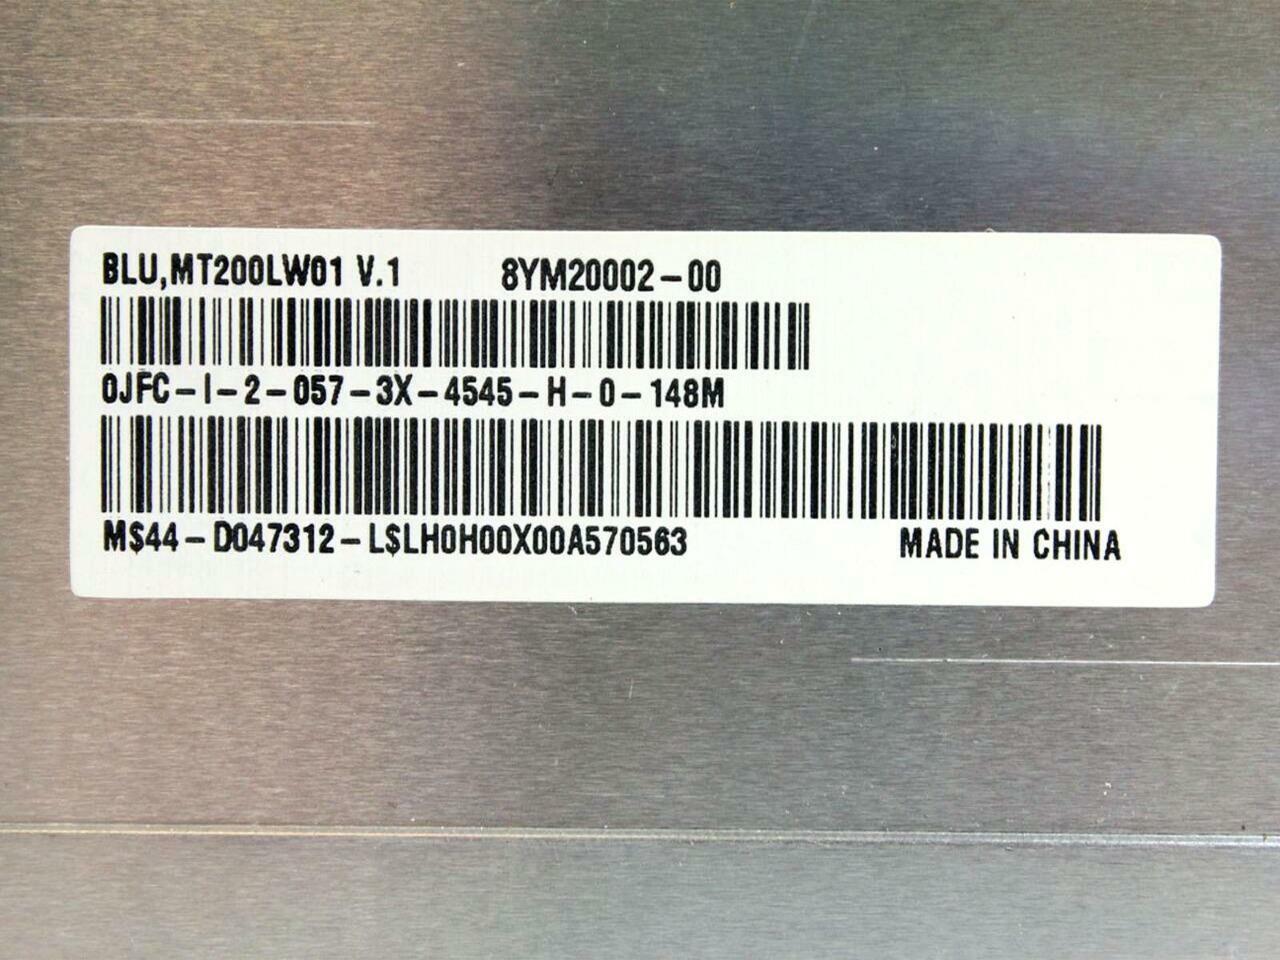 BLU,MT200LW01 V.1 8YM20002-00
0JFC-I-2-057-3X-4545-H-0-148M
M$44-D047312-L$LH0H00X00A570563 MADE IN CHINA